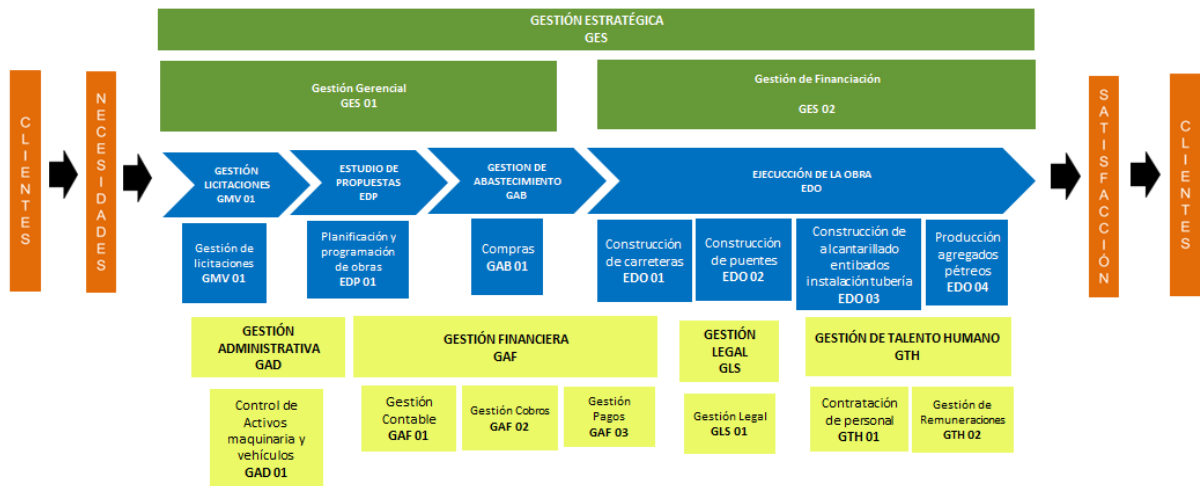 GESTIÓN ESTRATÉGICA
GES
Gestión Gerencial
GES 01
Gestión de Financiación
GES 02
CLIENTES
NECESIDADES
GESTIÓN
LICITACIONES
GMV 01
ESTUDIO DE
PROPUESTAS
EDP
GESTION DE
ABASTECIMIENTO
GAB
EJECUCCIÓN DE LA OBRA
EDO
SATISFACCIÓN
CLIENTES
Gestión de
licitaciones
GMV 01
Planificación y
programación
de obras
EDP 01
Compras
GAB 01
Construcción
de carreteras
EDO 01
Construcción
de puentes
EDO 02
Construcción de
alcantarillado
entibados
instalación tubería
EDO 03
Producción
agregados
pétreos
EDO 04
GESTIÓN
ADMINISTRATIVA
GAD
GESTIÓN FINANCIERA
GAF
GESTIÓN
LEGAL
GLS
GESTIÓN DE TALENTO HUMANO
GTH
Control de
Activos
maquinaria y
vehículos
GAD 01
Gestión
Contable
GAF 01
Gestión Cobros
GAF 02
Gestión
Pagos
GAF 03
Gestión Legal
GLS 01
Contratación
de personal
GTH 01
Gestión de
Remuneraciones
GTH 02